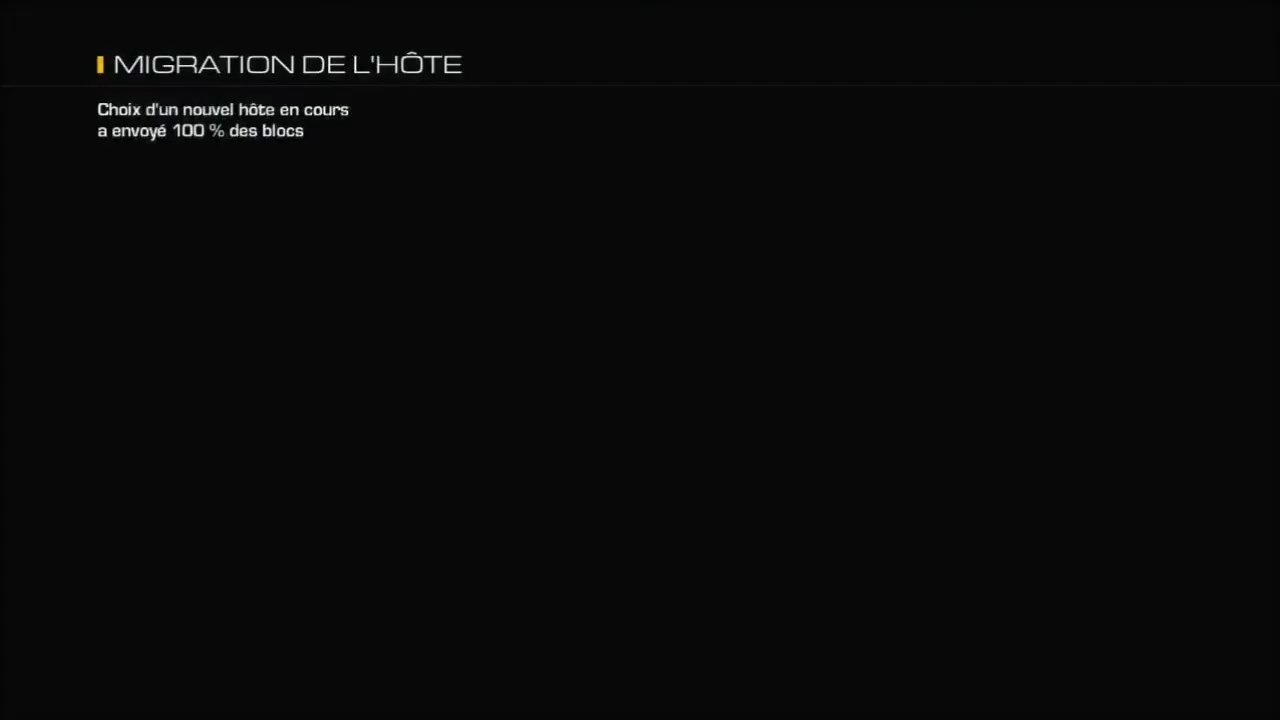 MIGRATION DE L'HÔTE
Choix d'un nouvel hôte en cours
a envoyé 100 % des blocs